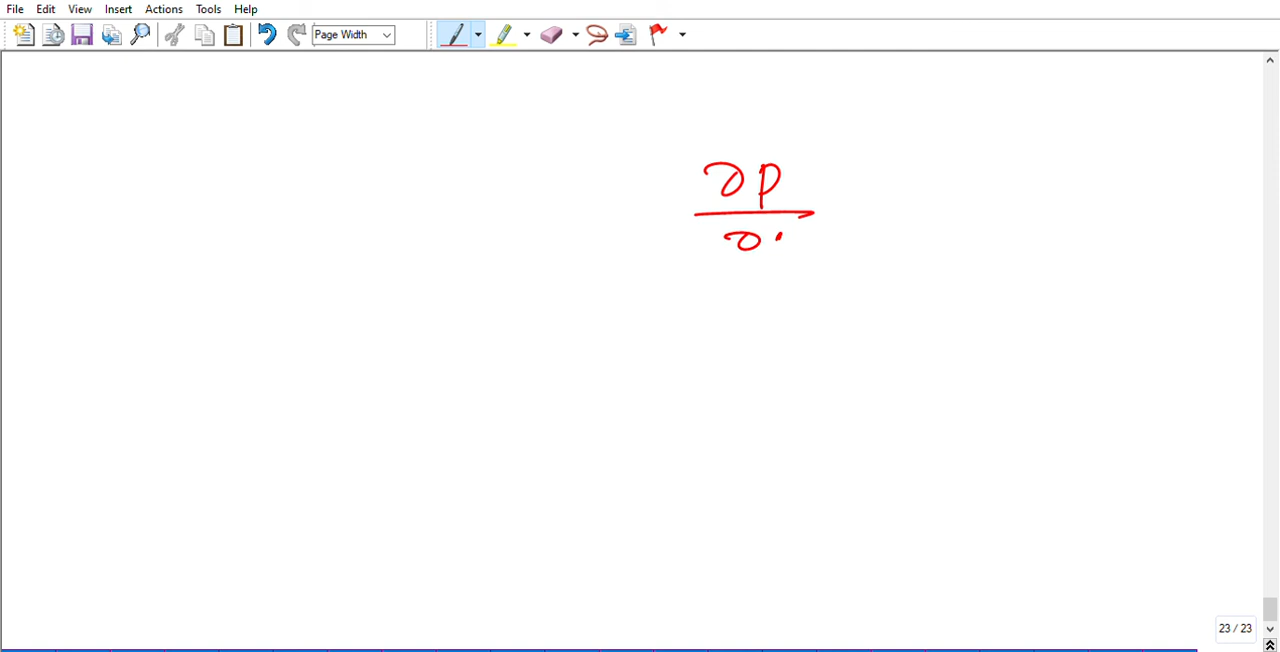 File Edit View Insert Actions Tools Help
Page Width
∂p
∂
23 / 23